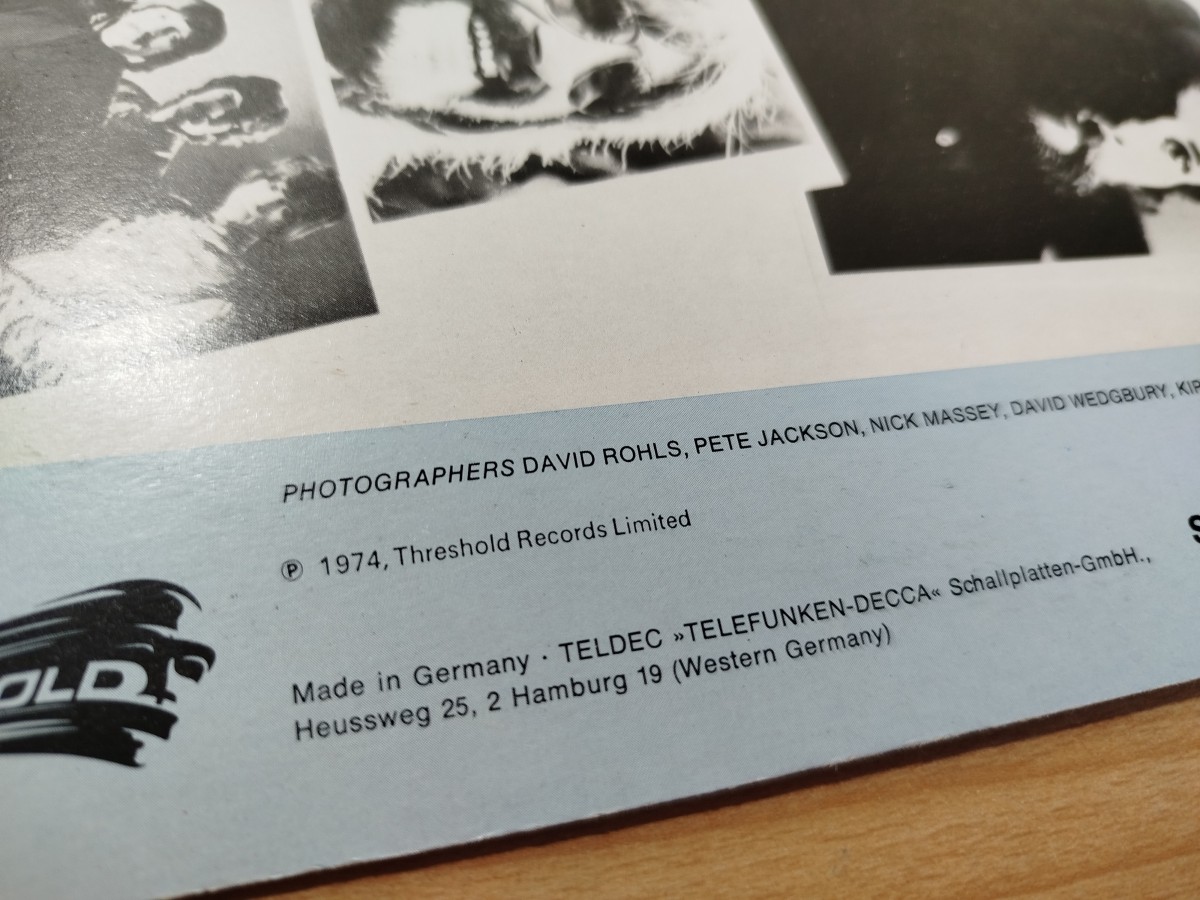 PHOTOGRAPHERS DAVID ROHLS, PETE JACKSON, NICK MASSEY, DAVID WEDGBURY,
Ⓟ 1974, Threshold Records Limited
OLD
Made in Germany · TELDEC »TELEFUNKEN-DECCA« Schallplatten-GmbH.,
Heussweg 25, 2 Hamburg 19 (Western Germany)